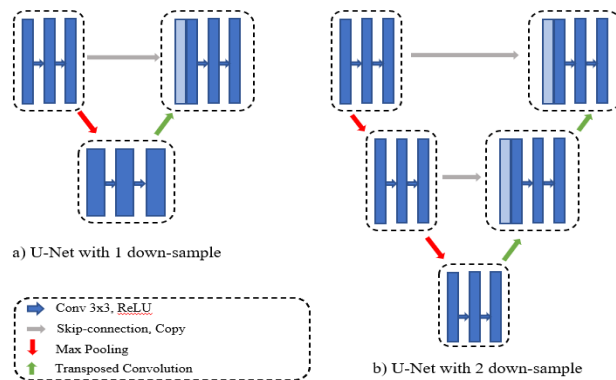 a) U-Net with 1 down-sample
Conv 3x3, ReLU
Skip-connection, Copy
Max Pooling
Transposed Convolution
b) U-Net with 2 down-sample